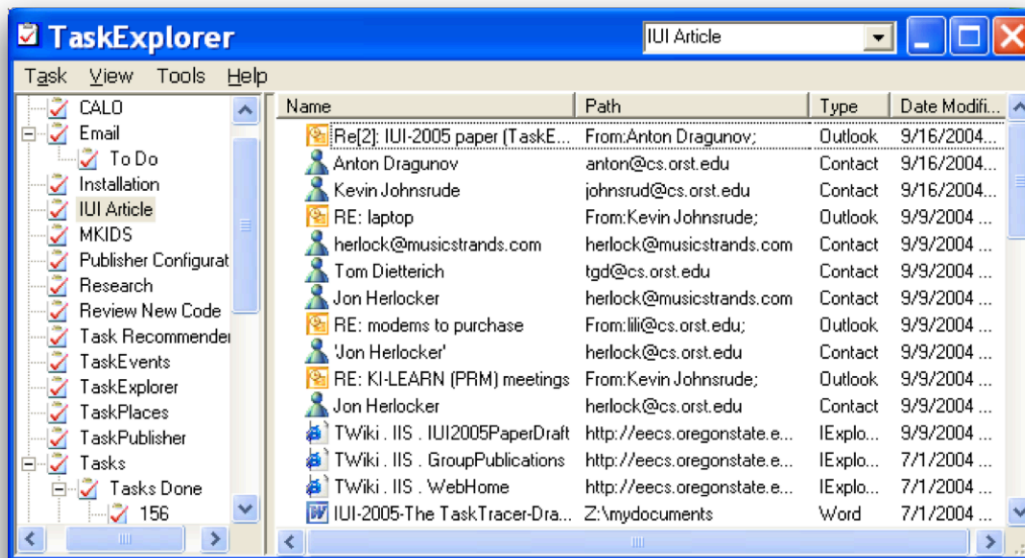 TaskExplorer IUI Article
Task View Tools Help
CALO
Email
To Do
Installation
IUI Article
MKIDS
Publisher Configurat
Research
Review New Code
Task Recommender
TaskEvents
TaskExplorer
TaskPlaces
TaskPublisher
Tasks
Tasks Done
156
Name Path Type Date Modifi...
Re[2]: IUI-2005 paper (TaskE... From:Anton Dragunov; Outlook 9/16/2004...
Anton Dragunov anton@cs.orst.edu Contact 9/16/2004...
Kevin Johnsrude johnsrud@cs.orst.edu Contact 9/16/2004...
RE: laptop From:Kevin Johnsrude; Outlook 9/9/2004 ...
herlock@musicstrands.com herlock@musicstrands.com Contact 9/9/2004 ...
Tom Dietterich tgd@cs.orst.edu Contact 9/9/2004 ...
Jon Herlocker herlock@musicstrands.com Contact 9/9/2004 ...
RE: modems to purchase From:lili@cs.orst.edu; Outlook 9/9/2004 ...
'Jon Herlocker' herlock@cs.orst.edu Contact 9/9/2004 ...
RE: KI-LEARN (PRM) meetings From:Kevin Johnsrude; Outlook 9/9/2004 ...
Jon Herlocker herlock@cs.orst.edu Contact 9/9/2004 ...
TWiki . IIS . IUI2005PaperDraft http://eecs.oregonstate.e... IExplo... 9/9/2004 ...
TWiki . IIS . GroupPublications http://eecs.oregonstate.e... IExplo... 7/1/2004 ...
TWiki . IIS . WebHome http://eecs.oregonstate.e... IExplo... 7/1/2004 ...
IUI-2005-The TaskTracer-Dra... Z:\mydocuments Word 7/1/2004 ...